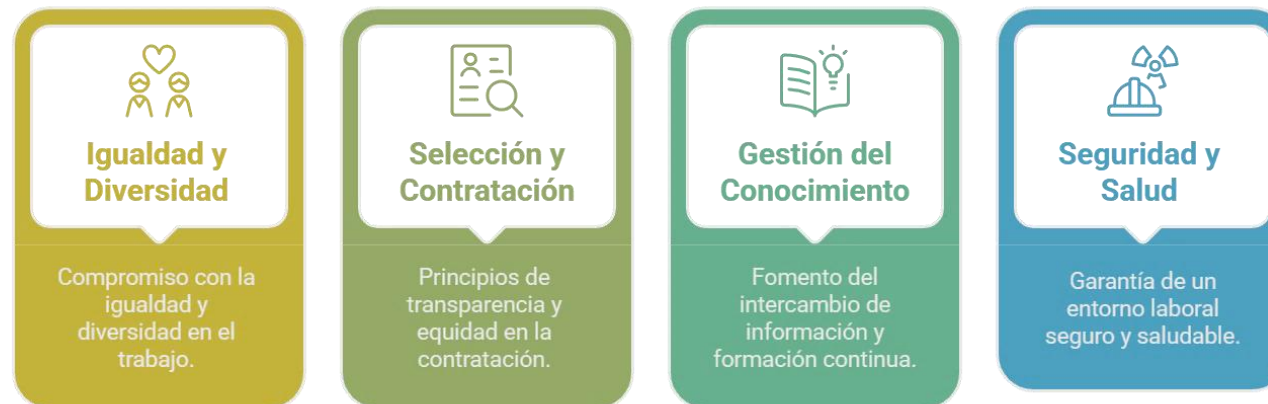 Igualdad y
Diversidad
Compromiso con la
igualdad y
diversidad en el
trabajo.
Selección y
Contratación
Principios de
transparencia y
equidad en la
contratación.
Gestión del
Conocimiento
Fomento del
intercambio de
información y
formación continua.
Seguridad y
Salud
Garantía de un
entorno laboral
seguro y saludable.